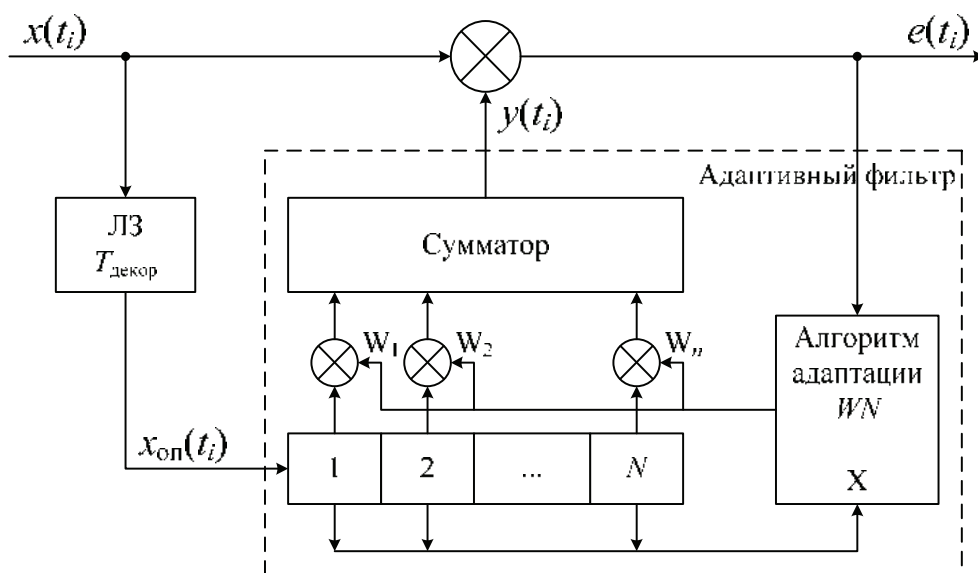 x(tᵢ) e(tᵢ)
y(tᵢ)
Адаптивный фильтр
ЛЗ
Tдекор
Сумматор
W1 W2 Wn
Алгоритм
адаптации
WN
xоп(tᵢ)
1 2 ... N
X